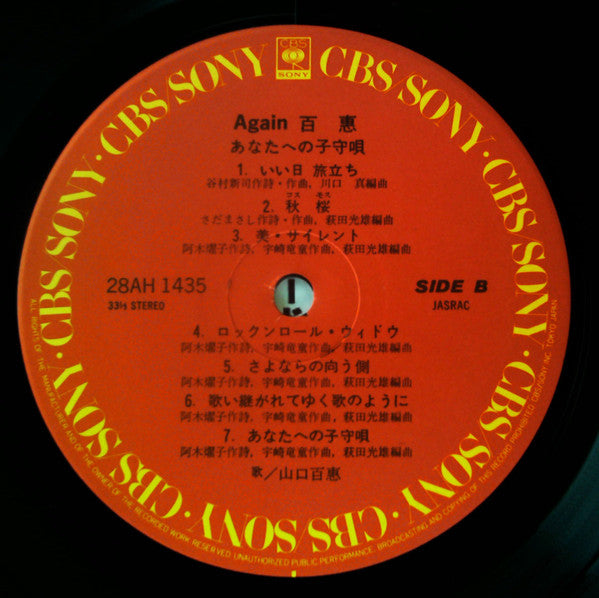 CBS
SONY
CBS/SONY · CBS/SONY · CBS/SONY · CBS/SONY · CBS/SONY · CBS/SONY · CBS/SONY · CBS/SONY
Again 百 惠
あなたへの子守唄
1. いい日 旅立ち
谷村新司作詩・作曲, 川口 真編曲
コス モス
2. 秋 桜
さだまさし作詩・作曲, 萩田光雄編曲
3. 美・サイレント
阿木燿子作詩, 宇崎竜童作曲, 萩田光雄編曲
28AH 1435
33⅓ STEREO
SIDE B
JASRAC
4. ロックンロール・ウィドウ
阿木燿子作詩, 宇崎竜童作曲, 萩田光雄編曲
5. さよならの向う側
阿木燿子作詩, 宇崎竜童作曲, 萩田光雄編曲
6. 歌い継がれてゆく歌のように
阿木燿子作詩, 宇崎竜童作曲, 萩田光雄編曲
7. あなたへの子守唄
阿木燿子作詩, 宇崎竜童作曲, 萩田光雄編曲
歌/山口百惠
ALL RIGHTS OF THE MANUFACTURER AND OF THE OWNER OF THE RECORDED WORK RESERVED. UNAUTHORIZED PUBLIC PERFORMANCE, BROADCASTING AND COPYING OF THIS RECORD PROHIBITED. CBS/SONY INC. TOKYO JAPAN.